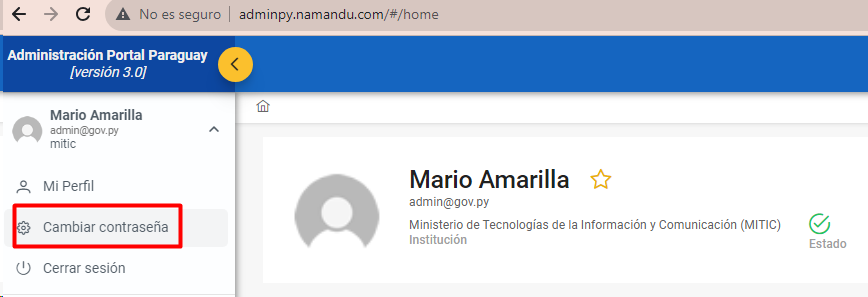 No es seguro | adminpy.namandu.com/#/home
Administración Portal Paraguay
[versión 3.0]
Mario Amarilla
admin@gov.py
mitic
Mi Perfil
Cambiar contraseña
Cerrar sesión
Mario Amarilla
admin@gov.py
Ministerio de Tecnologías de la Información y Comunicación (MITIC)
Institución
Estado